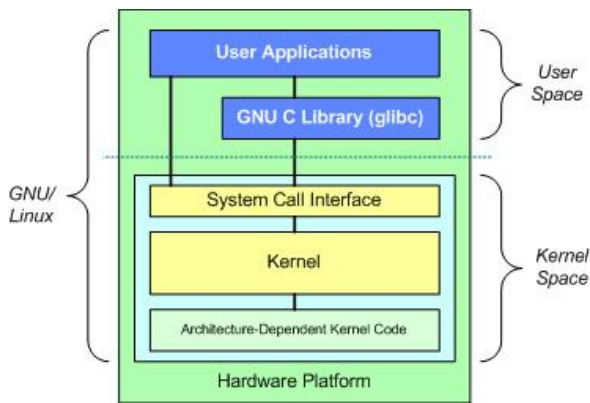 User Applications
GNU C Library (glibc)
User
Space
GNU/
Linux
System Call Interface
Kernel
Kernel
Space
Architecture-Dependent Kernel Code
Hardware Platform